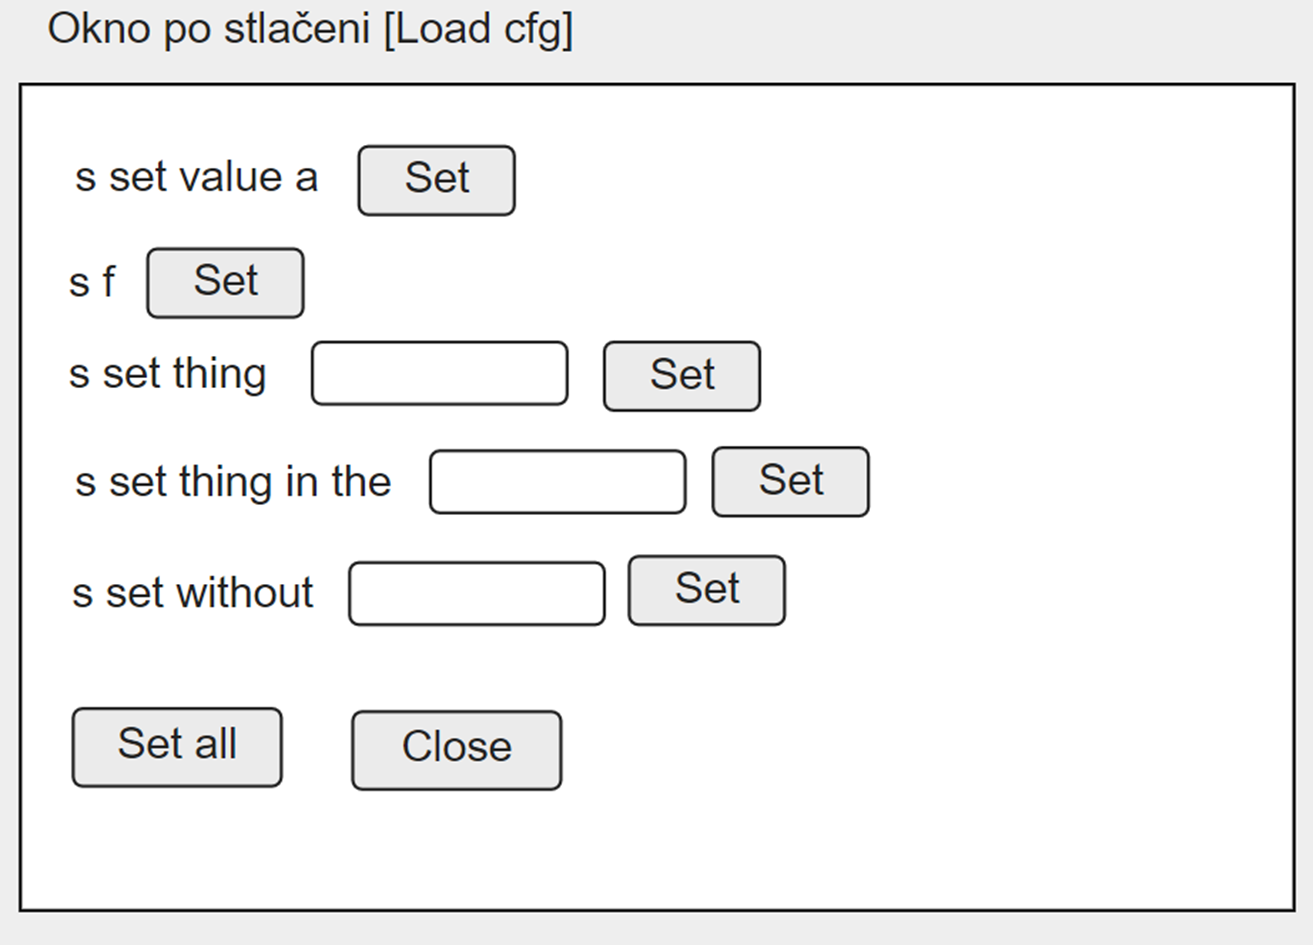 Okno po stlačeni [Load cfg]
s set value a Set
s f Set
s set thing Set
s set thing in the Set
s set without Set
Set all Close